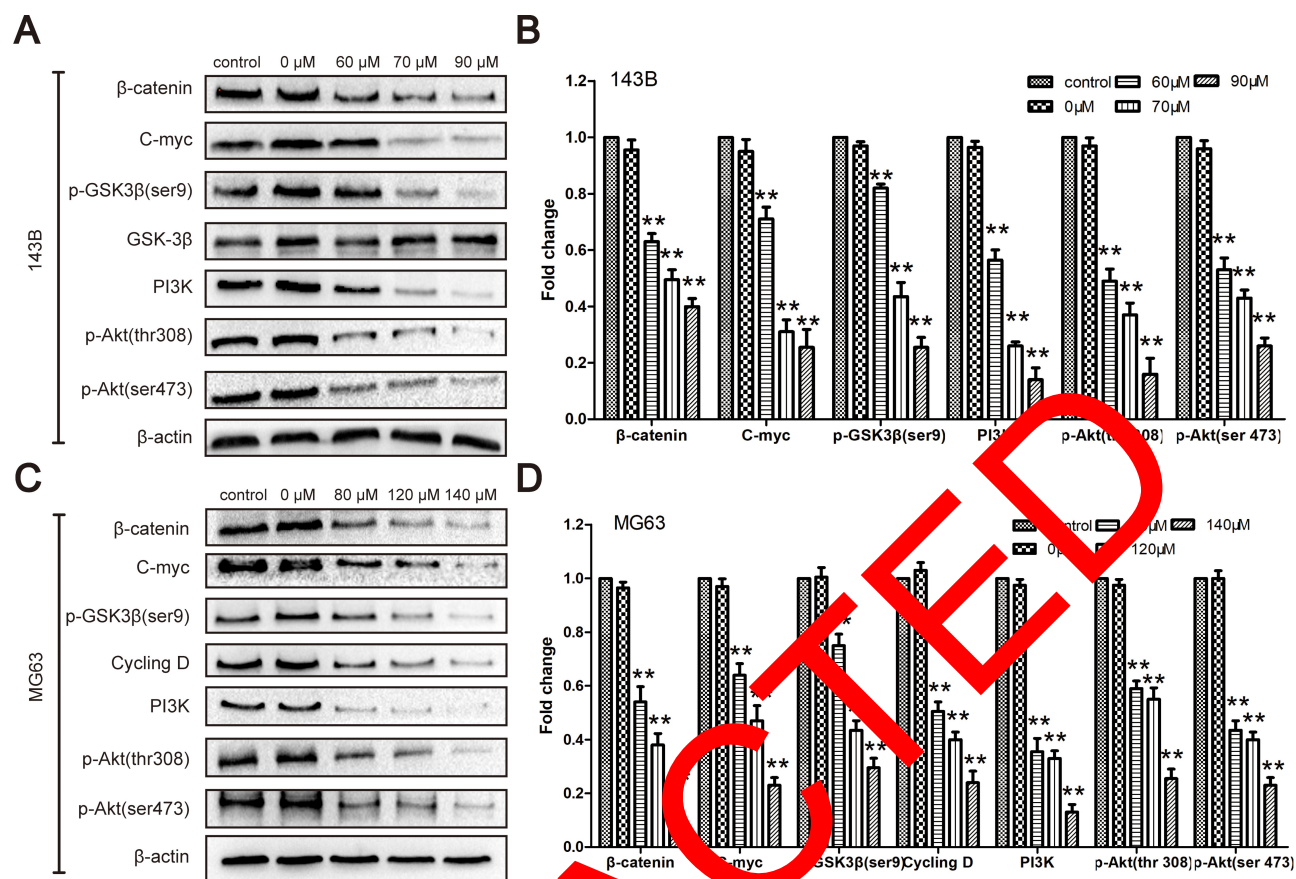 A
control 0 µM 60 µM 70 µM 90 µM
β-catenin
C-myc
p-GSK3β(ser9)
GSK-3β
PI3K
p-Akt(thr308)
p-Akt(ser473)
β-actin
143B
B
143B
control 60µM 90µM
0µM 70µM
Fold change
1.2
1.0
0.8
0.6
0.4
0.2
0.0
** ** ** ** ** ** ** ** ** ** ** ** ** ** ** ** ** **
β-catenin C-myc p-GSK3β(ser9) p-Akt(ser 473)
C
control 0 µM 80 µM 120 µM 140 µM
β-catenin
C-myc
p-GSK3β(ser9)
Cycling D
PI3K
p-Akt(thr308)
p-Akt(ser473)
β-actin
MG63
D
MG63
140µM
120µM
Fold change
1.2
1.0
0.8
0.6
0.4
0.2
0.0
** ** ** ** ** ** ** ** ** ** ** ** ** ** ** ** **
β-catenin Cycling D PI3K p-Akt(thr 308) p-Akt(ser 473)
CTED